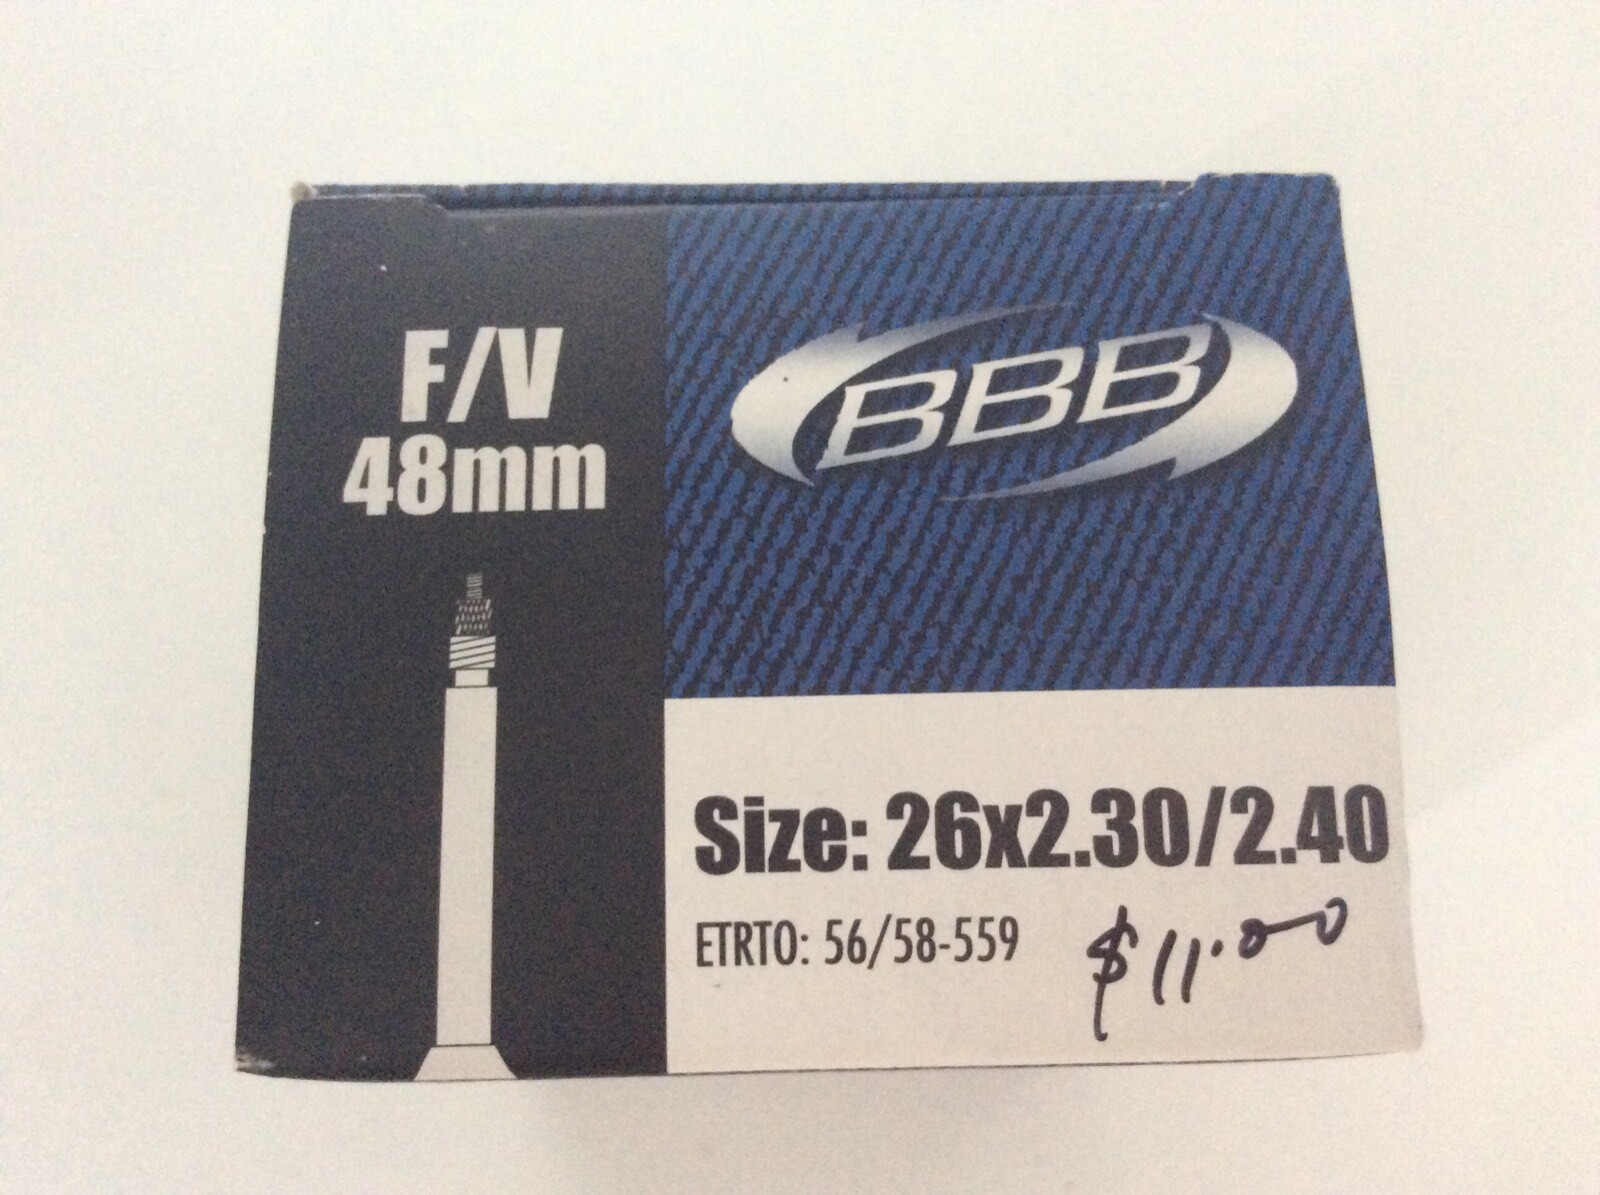 F/V
48mm
BBB
Size: 26x2.30/2.40
ETRTO: 56/58-559
$11.00